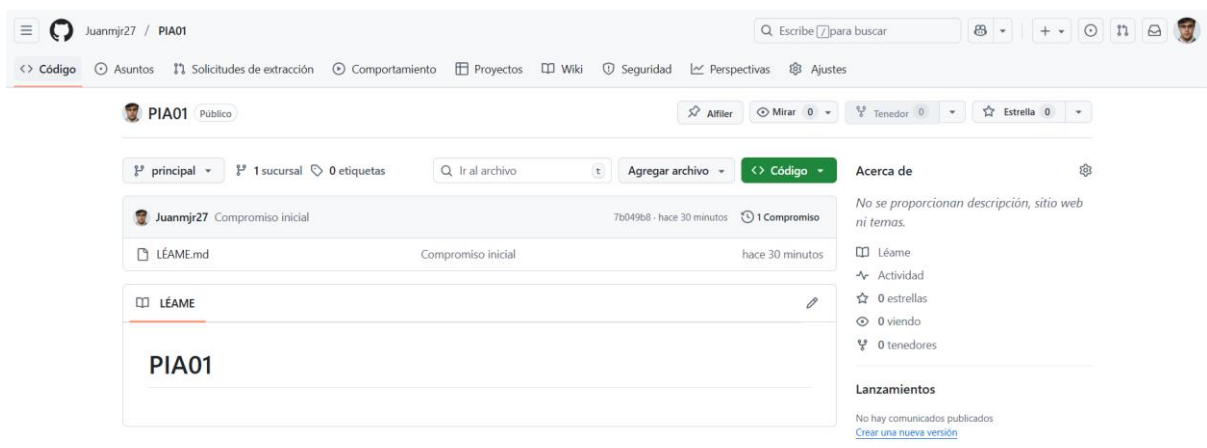 Juanmjr27 / PIA01
Escribe / para buscar
Código Asuntos Solicitudes de extracción Comportamiento Proyectos Wiki Seguridad Perspectivas Ajustes
PIA01 Público
Alfiler Mirar 0 Tenedor 0 Estrella 0
principal 1 sucursal 0 etiquetas Ir al archivo t Agregar archivo <> Código
Juanmjr27 Compromiso inicial 7b049b8 · hace 30 minutos 1 Compromiso
LÉAME.md Compromiso inicial hace 30 minutos
LÉAME
PIA01
Acerca de
No se proporcionan descripción, sitio web
ni temas.
Léame
Actividad
0 estrellas
0 viendo
0 tenedores
Lanzamientos
No hay comunicados publicados
Crear una nueva versión